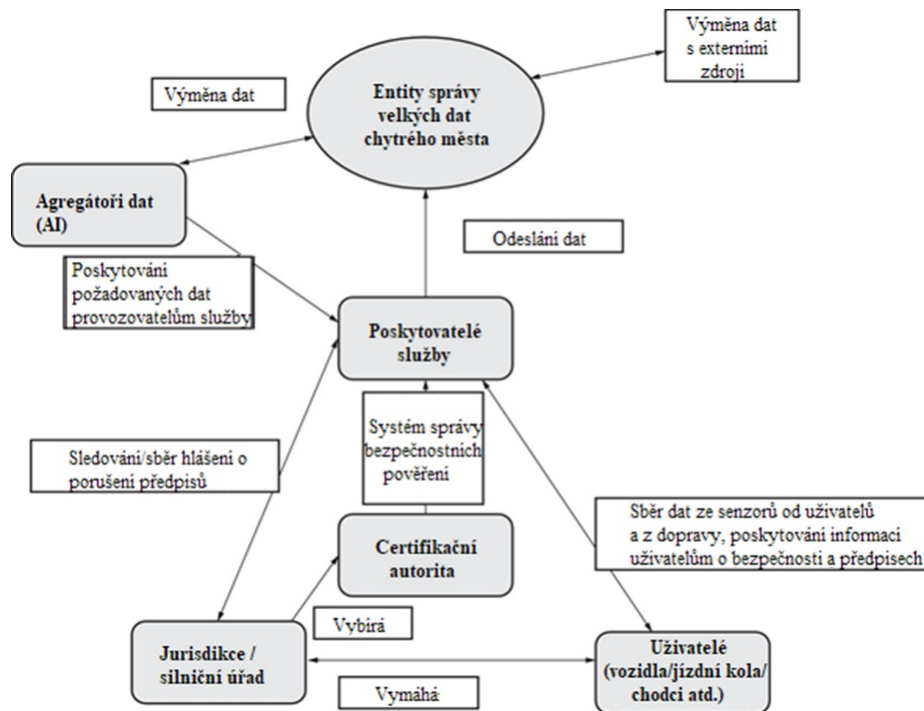 Výměna dat
s externími
zdroji
Výměna dat
Entity správy
velkých dat
chytrého města
Agregátoři dat
(AI)
Odeslání dat
Poskytování
požadovaných dat
provozovatelům služby
Poskytovatelé
služby
Systém správy
bezpečnostních
pověření
Sledování/sběr hlášení o
porušení předpisů
Sběr dat ze senzorů od uživatelů
a z dopravy, poskytování informací
uživatelům o bezpečnosti a předpisech
Certifikační
autorita
Vybírá
Jurisdikce /
silniční úřad
Uživatelé
(vozidla/jízdní kola/
chodci atd.)
Vymáhá